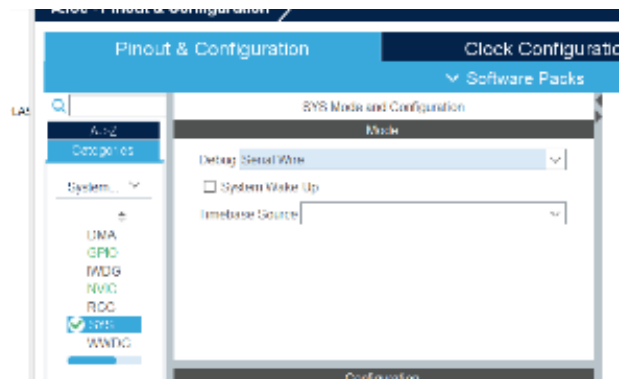 Pinout & Configuration
Clock Configuratio
Software Packs
SYS Mode and Configuration
Mode
A->Z
Categories
Debug Serial Wire
System...
System Wake Up
Timebase Source
DMA
GPIO
IWDG
NVIC
RCC
SYS
WWDG
Configuration